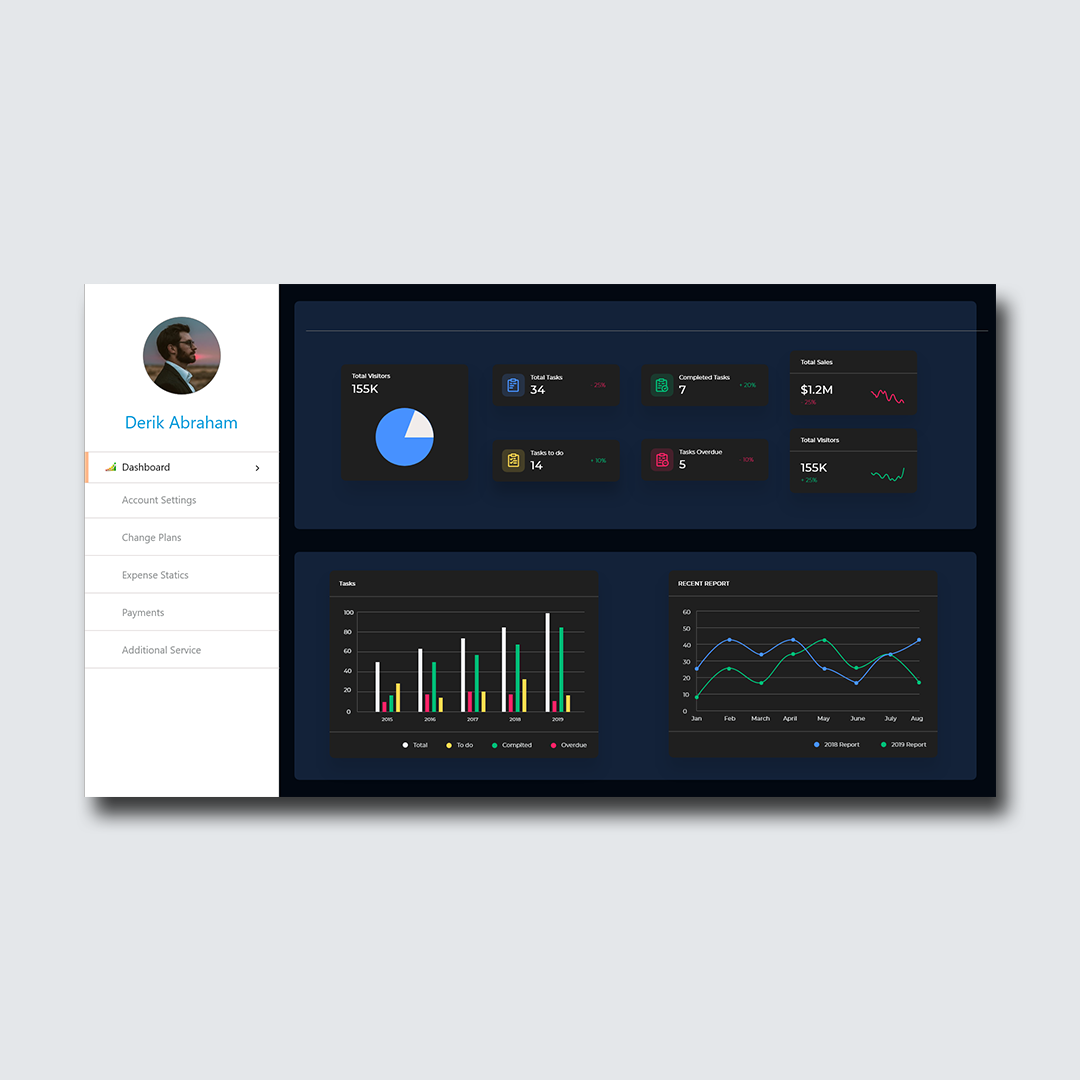 Derik Abraham
Dashboard
Account Settings
Change Plans
Expense Statics
Payments
Additional Service
Total Visitors
155K
Total Tasks
34
- 25%
Completed Tasks
7
+ 20%
Tasks to do
14
+ 10%
Tasks Overdue
5
- 10%
Total Sales
$1.2M
- 25%
Total Visitors
155K
+ 25%
Tasks
100
80
60
40
20
0
2015 2016 2017 2018 2019
Total To do Complted Overdue
RECENT REPORT
60
50
40
30
20
10
0
Jan Feb March April May June July Aug
2018 Report 2019 Report